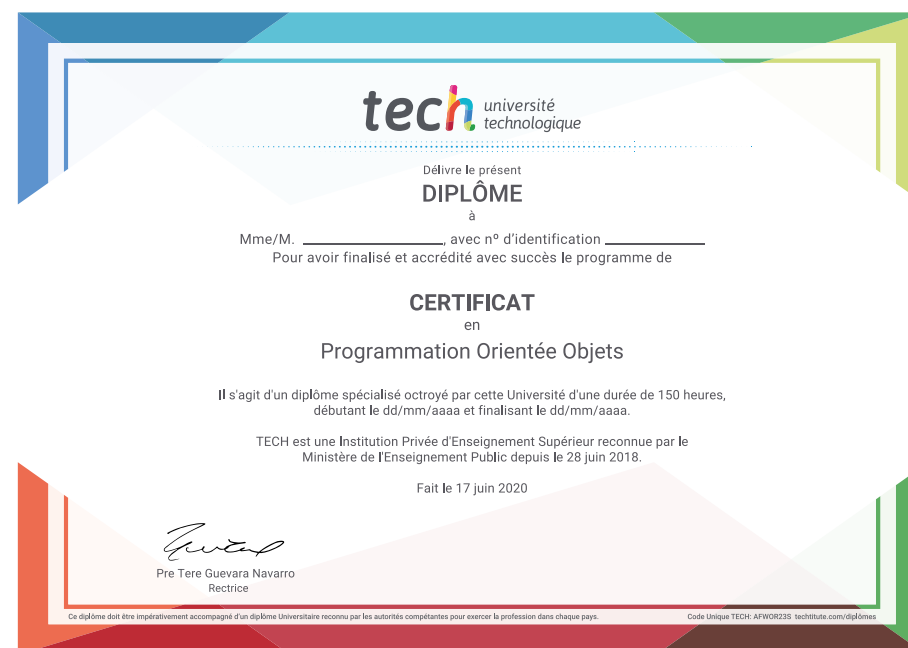 tech université
technologique
Délivre le présent
DIPLÔME
à
Mme/M. ____________________, avec nº d'identification ______________
Pour avoir finalisé et accrédité avec succès le programme de
CERTIFICAT
en
Programmation Orientée Objets
Il s'agit d'un diplôme spécialisé octroyé par cette Université d'une durée de 150 heures,
débutant le dd/mm/aaaa et finalisant le dd/mm/aaaa.
TECH est une Institution Privée d'Enseignement Supérieur reconnue par le
Ministère de l'Enseignement Public depuis le 28 juin 2018.
Fait le 17 juin 2020
Pre Tere Guevara Navarro
Rectrice
Ce diplôme doit être impérativement accompagné d'un diplôme Universitaire reconnu par les autorités compétantes pour exercer la profession dans chaque pays. Code Unique TECH: AFWOR23S techtitute.com/diplômes